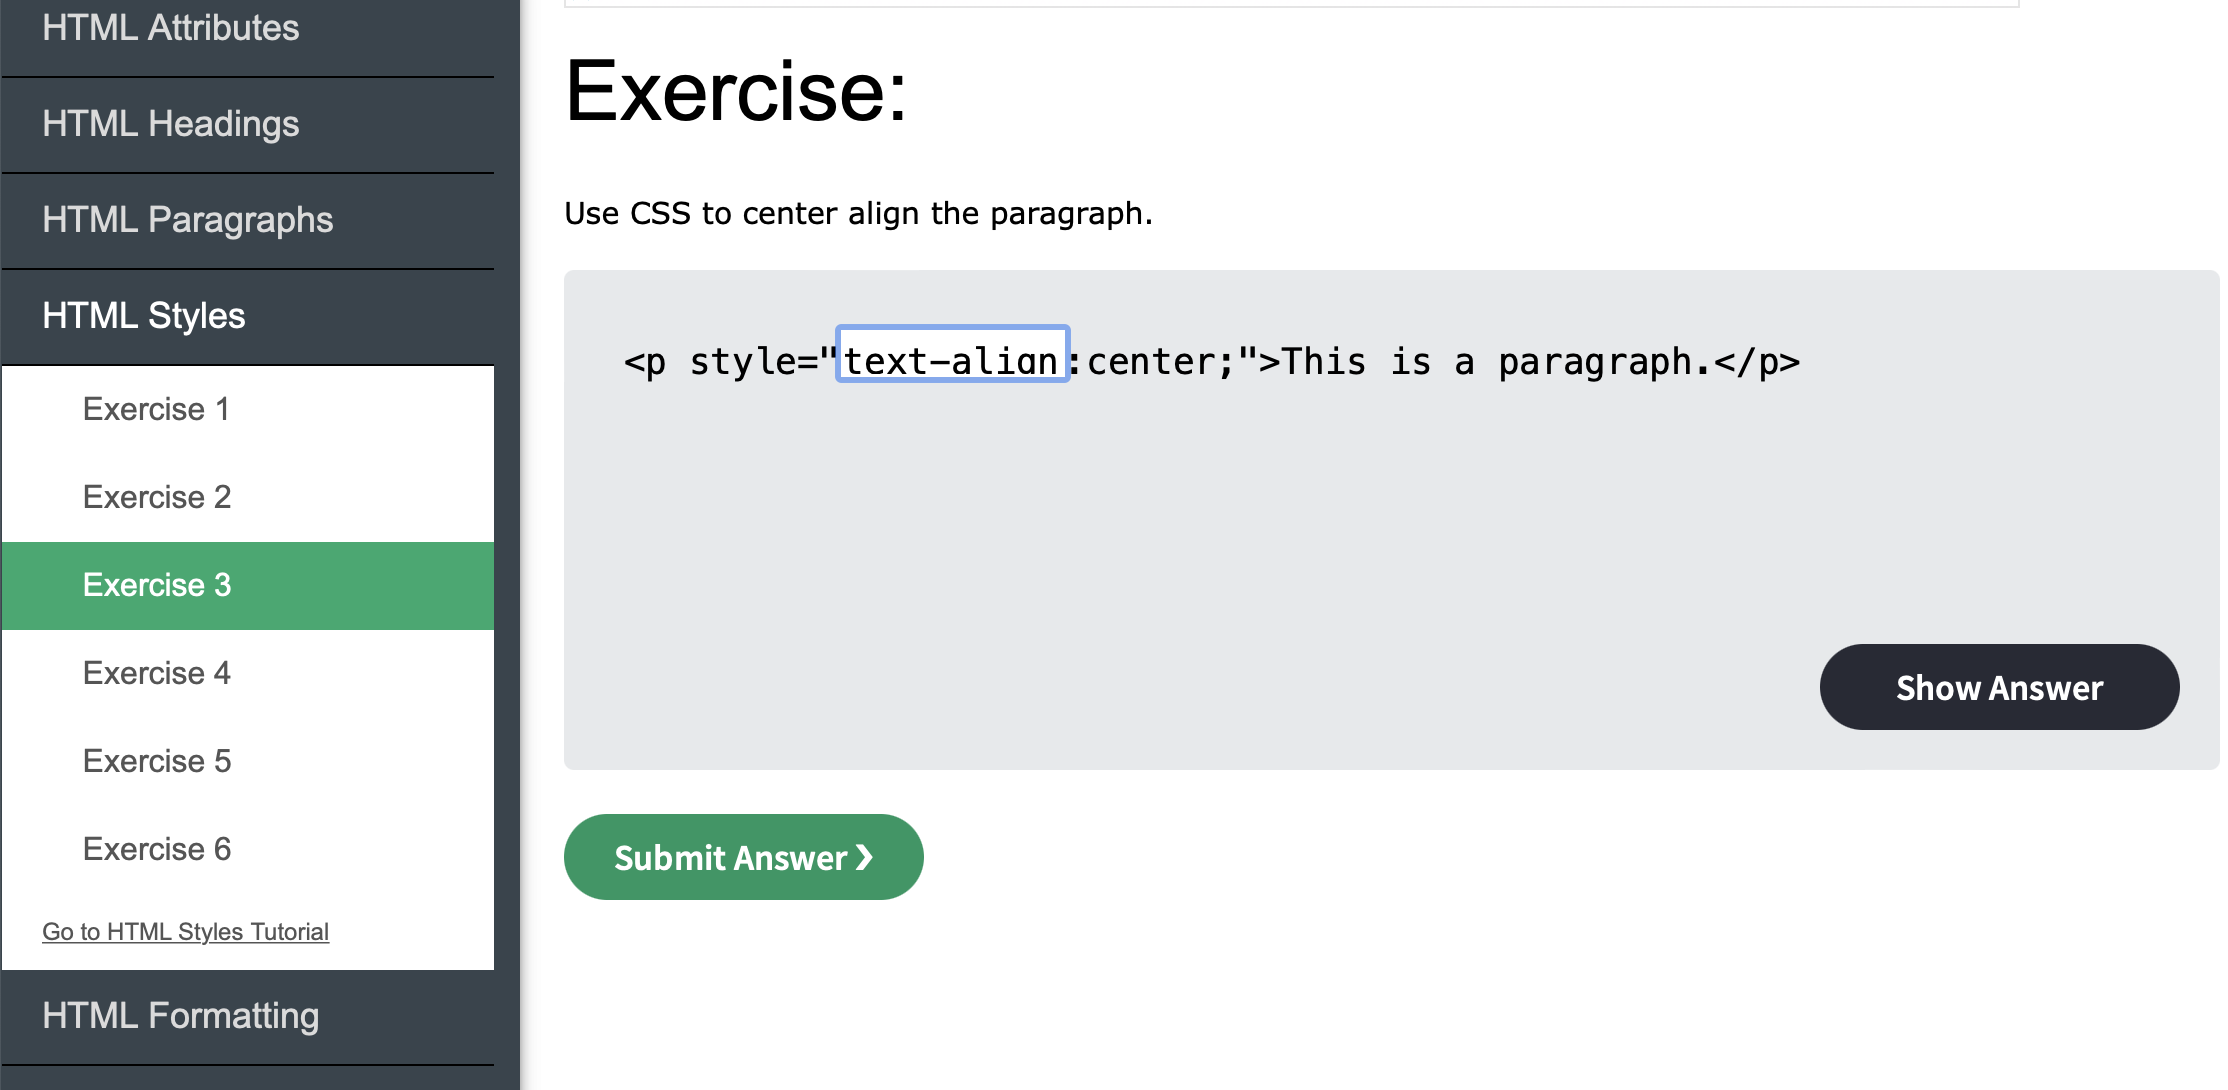 HTML Attributes
HTML Headings
HTML Paragraphs
HTML Styles
Exercise 1
Exercise 2
Exercise 3
Exercise 4
Exercise 5
Exercise 6
Go to HTML Styles Tutorial
HTML Formatting
Exercise:
Use CSS to center align the paragraph.
<p style="text-align:center;">This is a paragraph.</p>
Show Answer
Submit Answer ❯